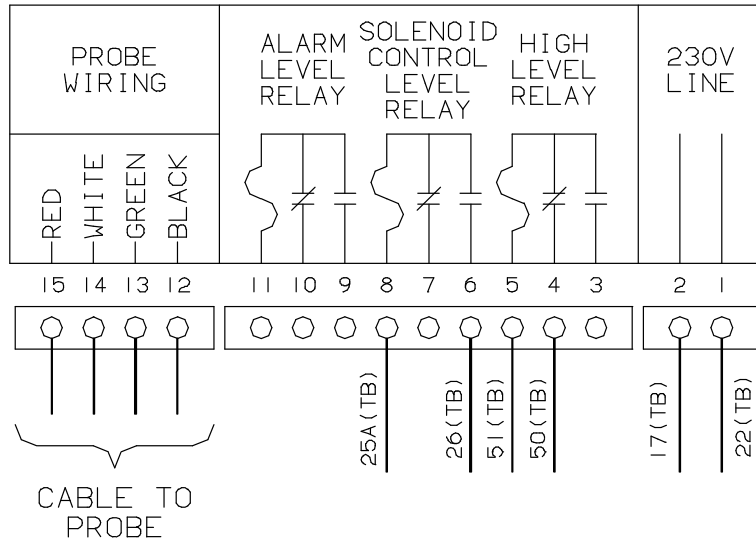 PROBE
WIRING
ALARM
LEVEL
RELAY
SOLENOID
CONTROL
LEVEL
RELAY
HIGH
LEVEL
RELAY
230V
LINE
RED
WHITE
GREEN
BLACK
15 14 13 12 11 10 9 8 7 6 5 4 3 2 1
25A(TB)
26(TB)
51(TB)
50(TB)
17(TB)
22(TB)
CABLE TO
PROBE